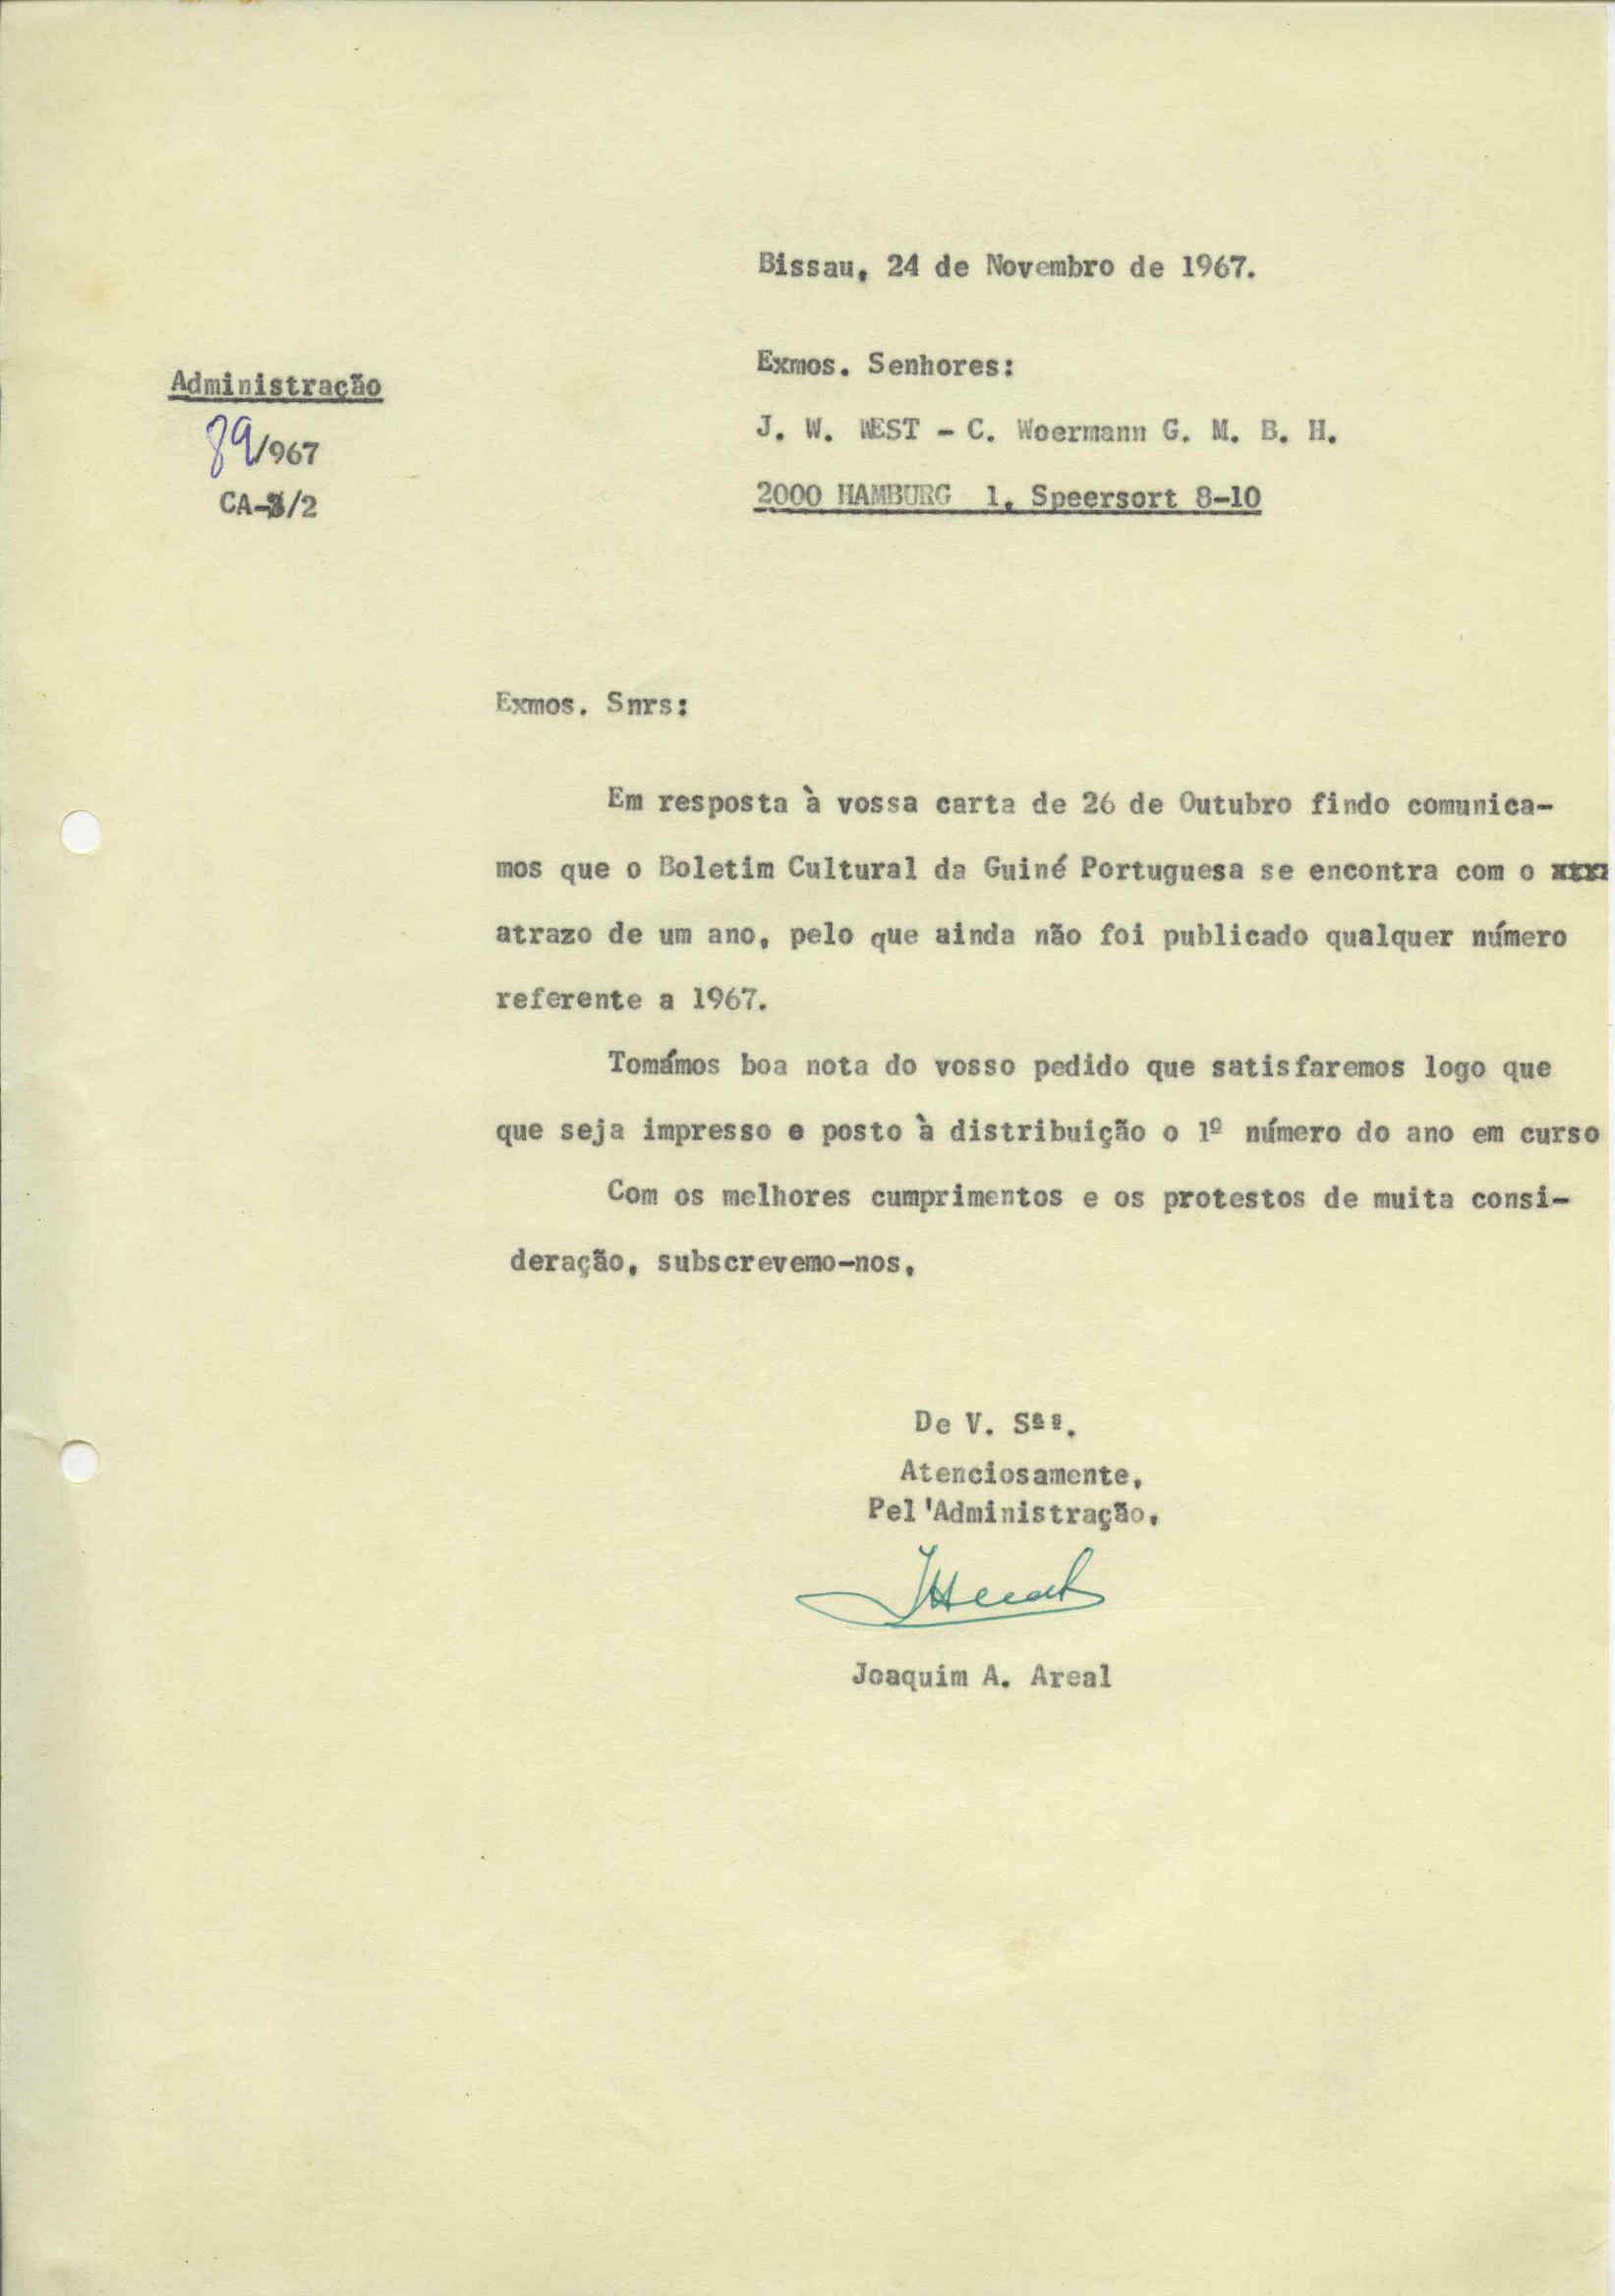 Bissau, 24 de Novembro de 1967.
Administração
89/967
CA-3/2
Exmos. Senhores:
J. W. WEST - C. Woermann G. M. B. H.
2000 HAMBURG 1, Speersort 8-10
Exmos. Snrs:
Em resposta à vossa carta de 26 de Outubro findo comunica-
mos que o Boletim Cultural da Guiné Portuguesa se encontra com o
atrazo de um ano, pelo que ainda não foi publicado qualquer número
referente a 1967.
Tomámos boa nota do vosso pedido que satisfaremos logo que
que seja impresso e posto à distribuição o 1º número do ano em curso
Com os melhores cumprimentos e os protestos de muita consi-
deração, subscrevemo-nos,
De V. Sªs.
Atenciosamente,
Pel'Administração,
Joaquim A. Areal